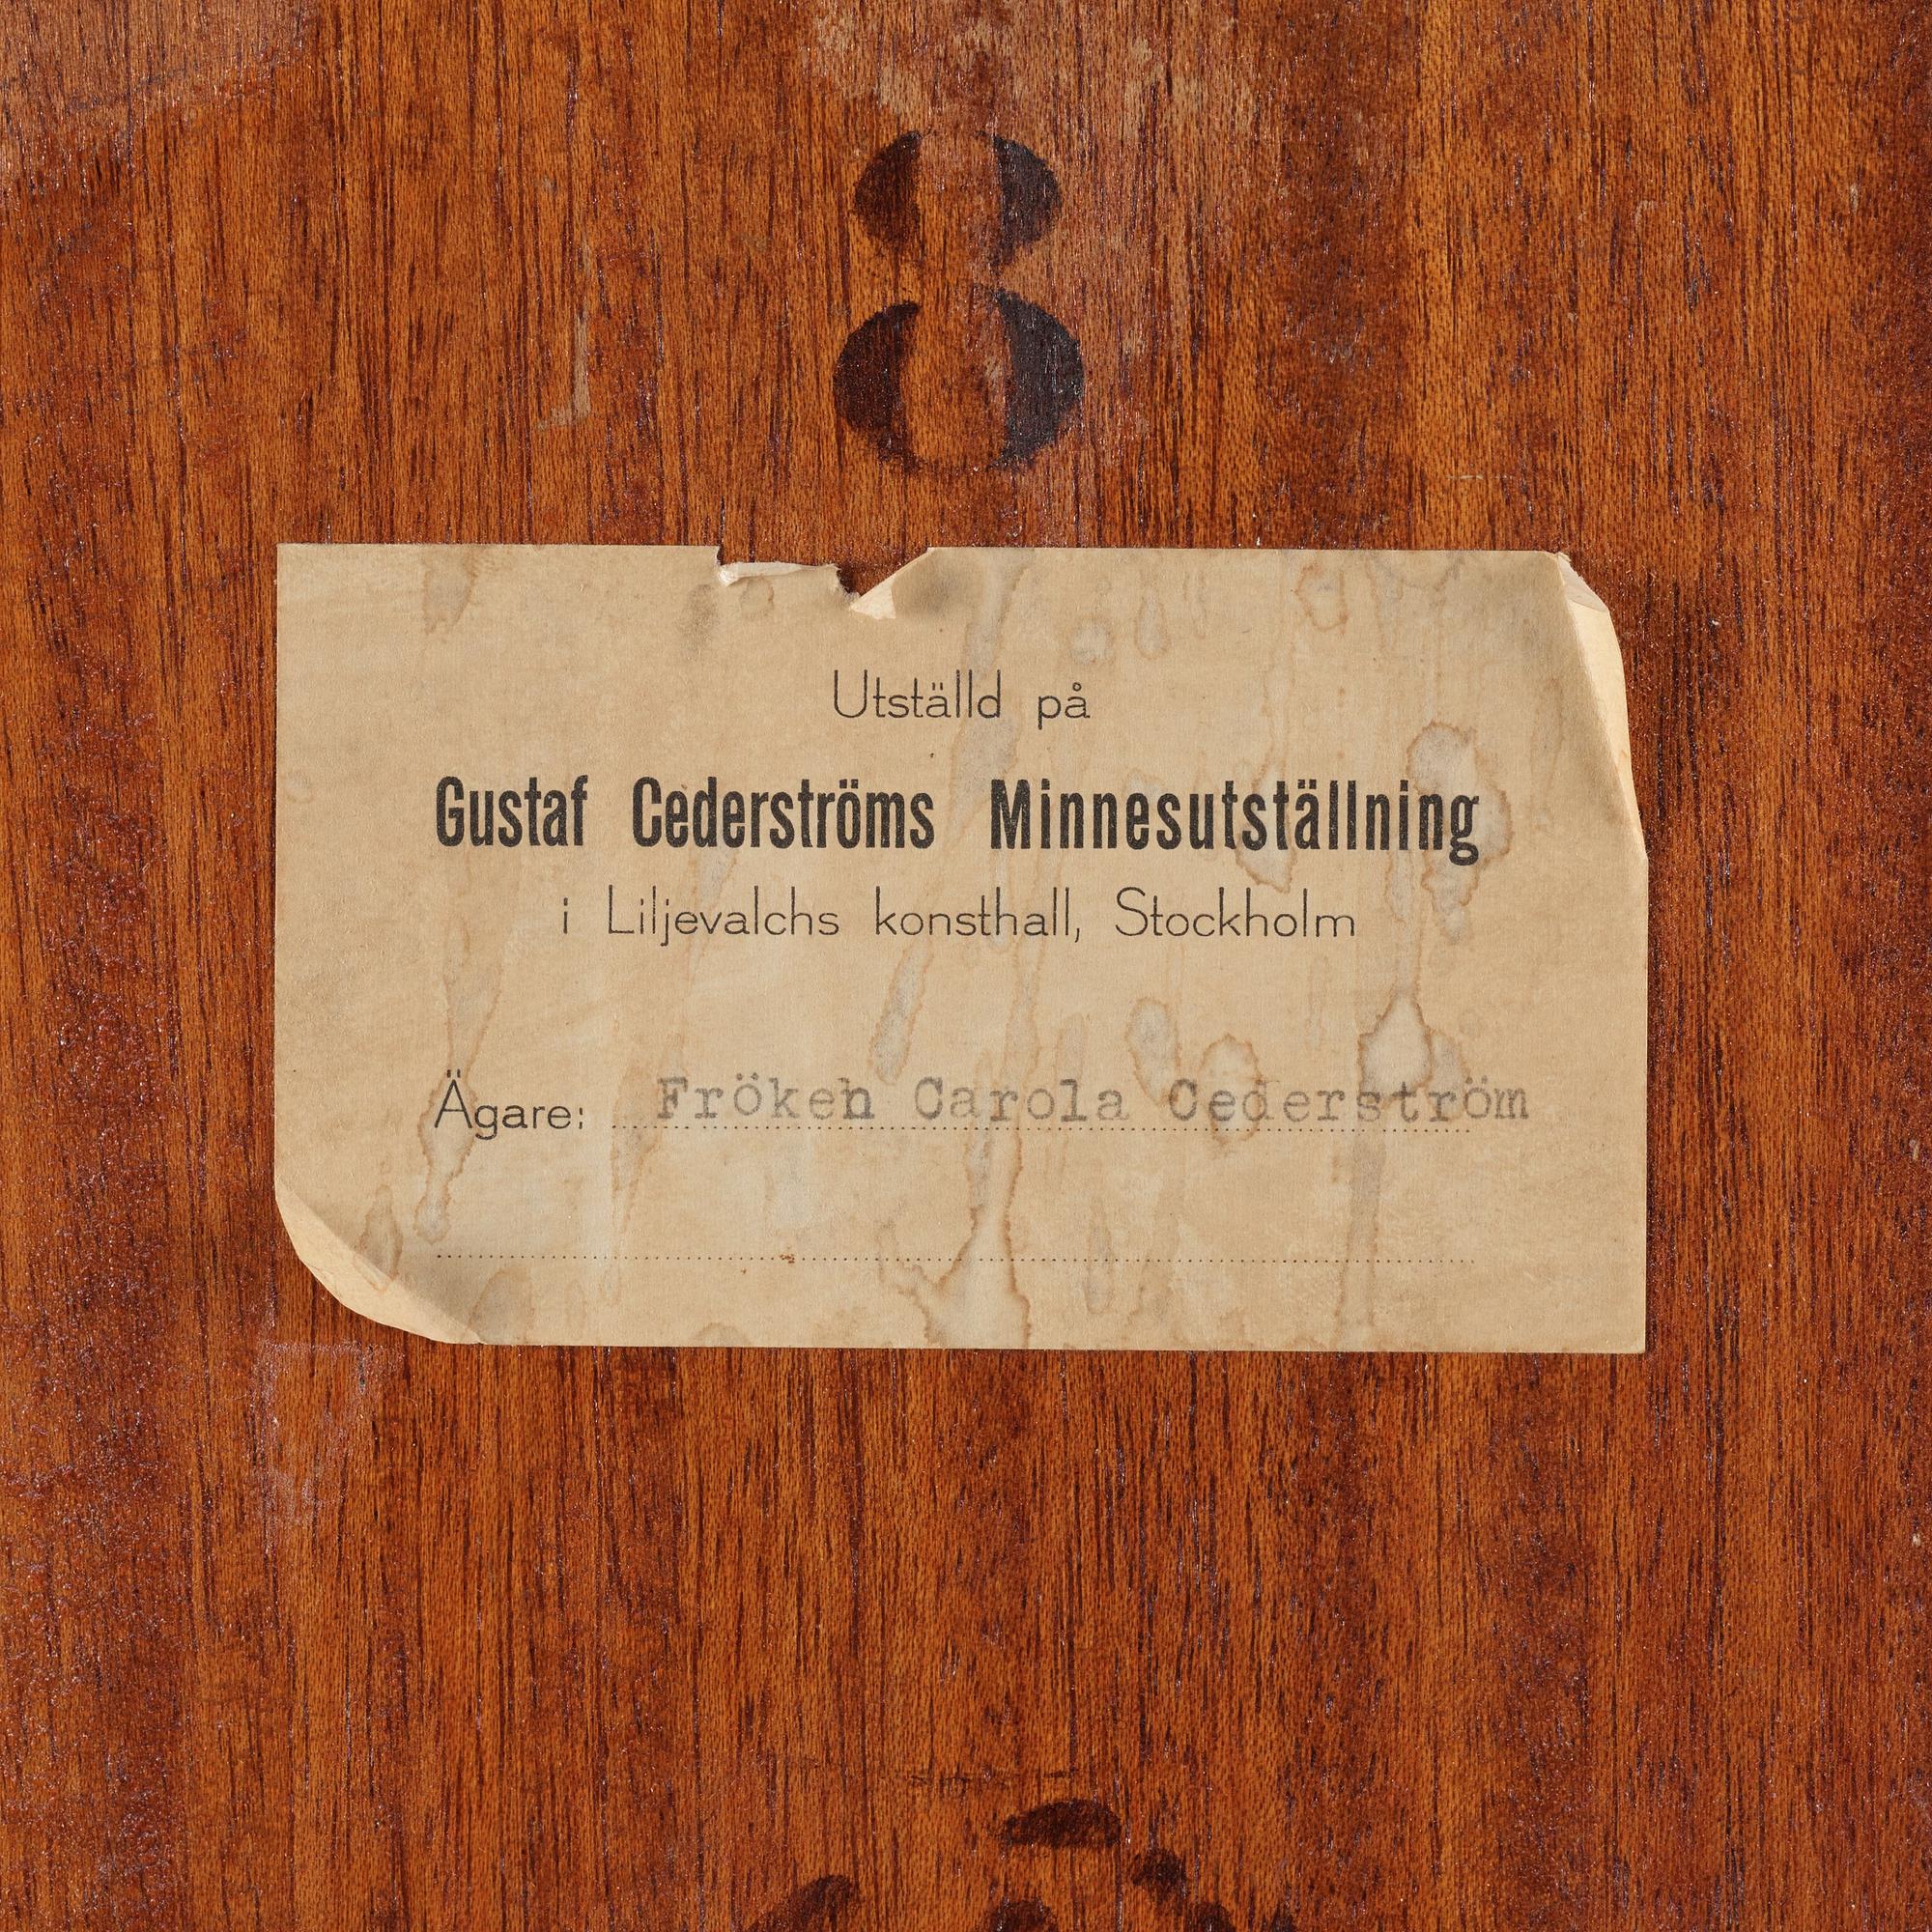 8
Utställd på
Gustaf Cederströms Minnesutställning
i Liljevalchs konsthall, Stockholm
Ägare: Fröken Carola Cederström